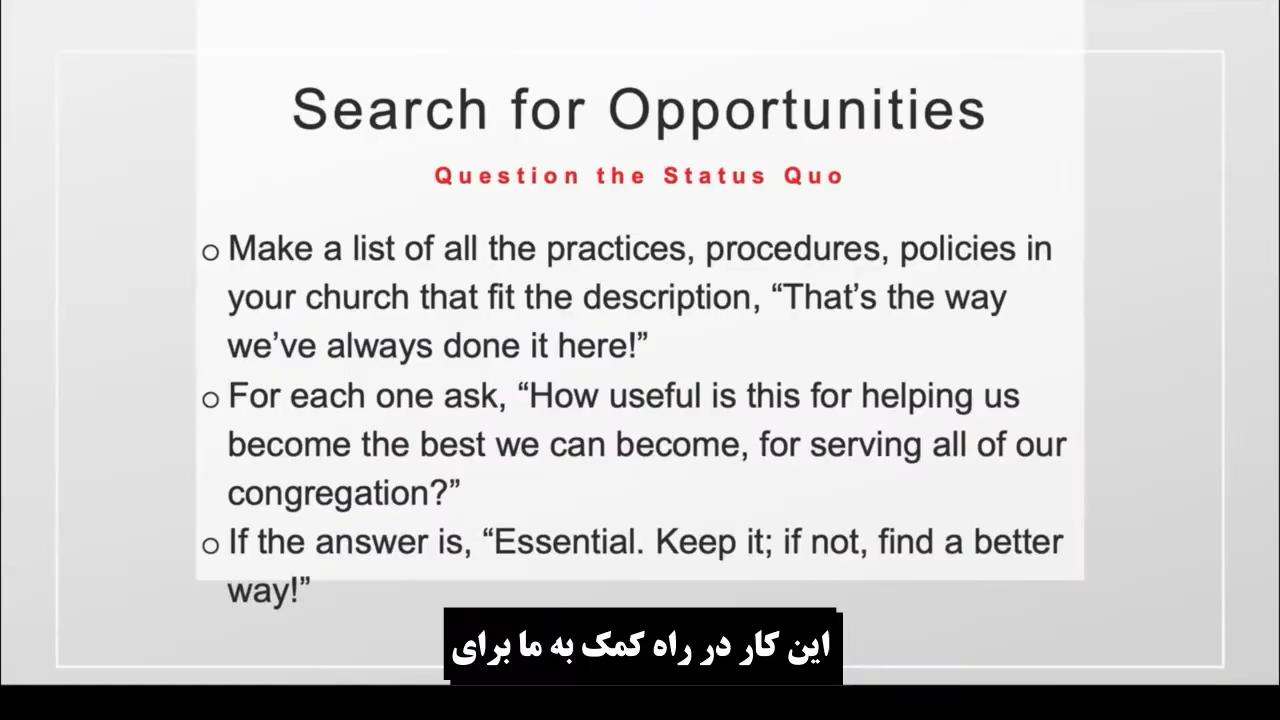 Search for Opportunities
Question the Status Quo
o Make a list of all the practices, procedures, policies in
your church that fit the description, “That’s the way
we’ve always done it here!”
o For each one ask, “How useful is this for helping us
become the best we can become, for serving all of our
congregation?”
o If the answer is, “Essential. Keep it; if not, find a better
way!”
این کار در راه کمک به ما برای